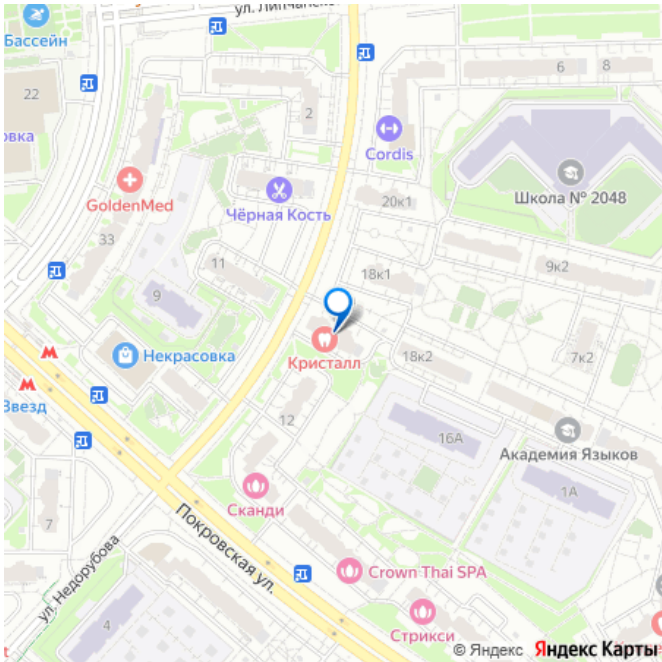 ул. Липчанского
Бассейн
6
8
22
2
Cordis
GoldenMed
Чёрная Кость
Школа № 2048
20к1
33
11
18к1
9к2
9
Некрасовка
Кристалл
18к2
7к2
Звезд
12
16А
Академия Языков
1А
Сканди
7
Покровская ул.
ул. Недорубова
Crown Thai SPA
4
Стрикси
© Яндекс Яндекс Карты